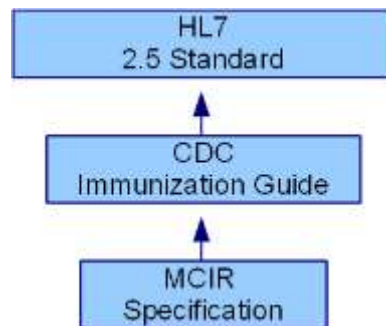 HL7
2.5 Standard
CDC
Immunization Guide
MCIR
Specification